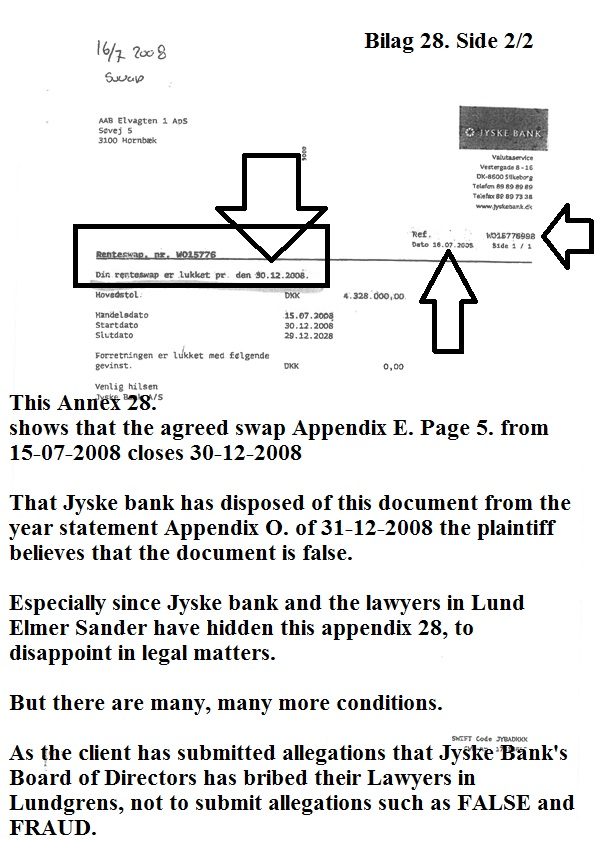 Bilag 28. Side 2/2
16/7 2008
Swap
AAB Elvagten 1 ApS
Søvej 5
3100 Hornbæk
JYSKE BANK
Valutaservice
Vestergade 8 - 16
DK-8600 Silkeborg
Telefon 89 89 89 89
Telefax 89 89 73 38
www.jyskebank.dk
Ref.
Dato 16.07.2008 Side 1 / 1
Renteswap, nr. WO15776
Din renteswap er lukket pr. den 30.12.2008.
Hovedstol: DKK 4.328.000,00
Handelsdato 15.07.2008
Startdato 30.12.2008
Slutdato 29.12.2028
Forretningen er lukket med følgende
gevinst. DKK 0,00
Venlig hilsen
Jyske Bank A/S
This Annex 28.
shows that the agreed swap Appendix E. Page 5. from
15-07-2008 closes 30-12-2008
That Jyske bank has disposed of this document from the
year statement Appendix O. of 31-12-2008 the plaintiff
believes that the document is false.
Especially since Jyske bank and the lawyers in Lund
Elmer Sander have hidden this appendix 28, to
disappoint in legal matters.
But there are many, many more conditions.
SWIFT Code JYBADKKK
As the client has submitted allegations that Jyske Bank's
Board of Directors has bribed their Lawyers in
Lundgrens, not to submit allegations such as FALSE and
FRAUD.